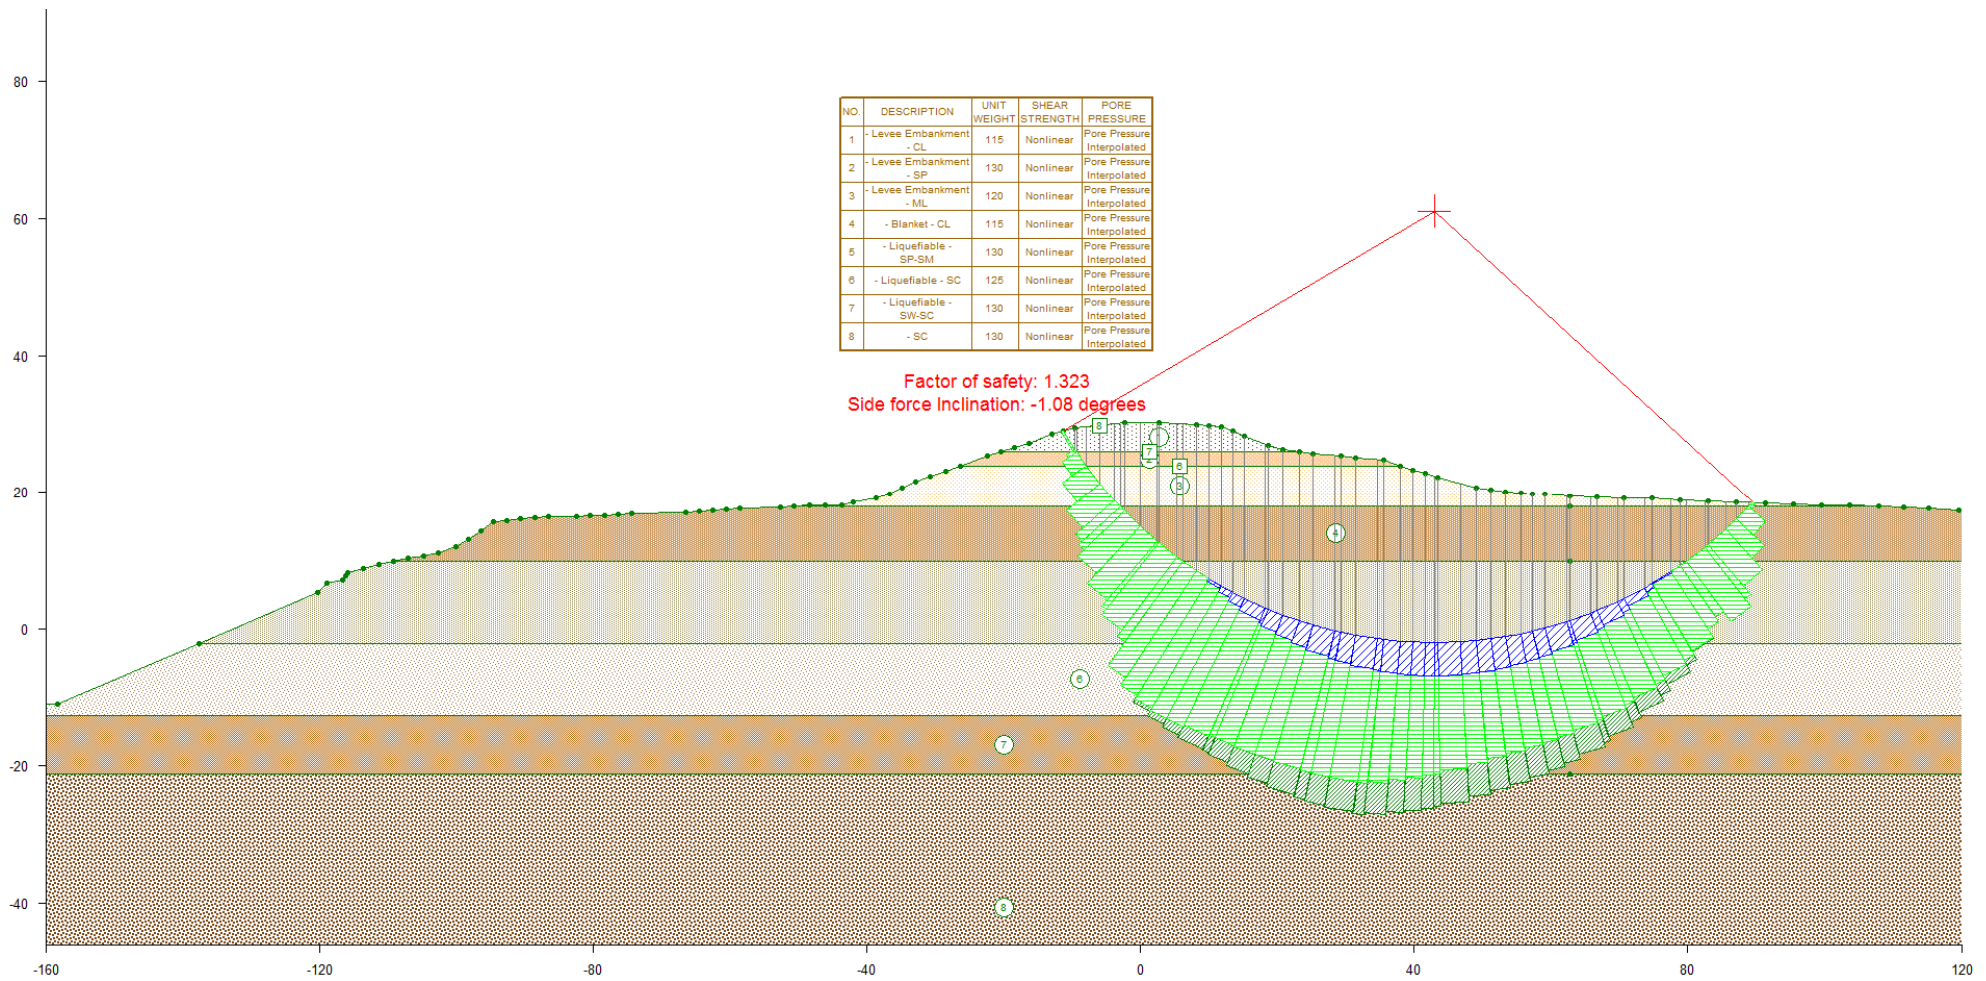 80
60
40
20
0
-20
-40
-160
-120
-80
-40
0
40
80
120
NO. DESCRIPTION UNIT WEIGHT SHEAR STRENGTH PORE PRESSURE
1 - Levee Embankment - CL 115 Nonlinear Pore Pressure Interpolated
2 - Levee Embankment - SP 130 Nonlinear Pore Pressure Interpolated
3 - Levee Embankment - ML 120 Nonlinear Pore Pressure Interpolated
4 - Blanket - CL 115 Nonlinear Pore Pressure Interpolated
5 - Liquefiable - SP-SM 130 Nonlinear Pore Pressure Interpolated
6 - Liquefiable - SC 125 Nonlinear Pore Pressure Interpolated
7 - Liquefiable - SW-SC 130 Nonlinear Pore Pressure Interpolated
8 - SC 130 Nonlinear Pore Pressure Interpolated
Factor of safety: 1.323
Side force Inclination: -1.08 degrees
8
7
6
3
4
6
7
8